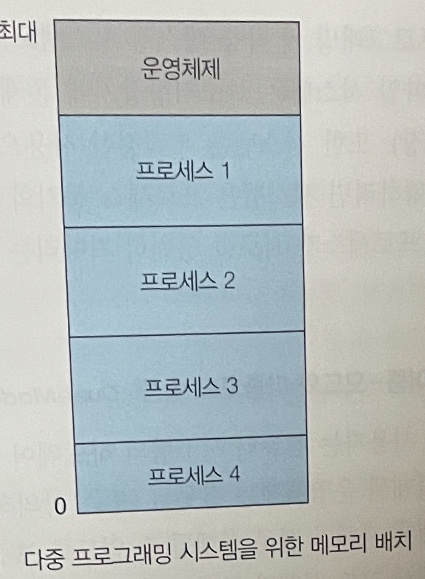 최대
운영체제
프로세스 1
프로세스 2
프로세스 3
프로세스 4
0
다중 프로그래밍 시스템을 위한 메모리 배치